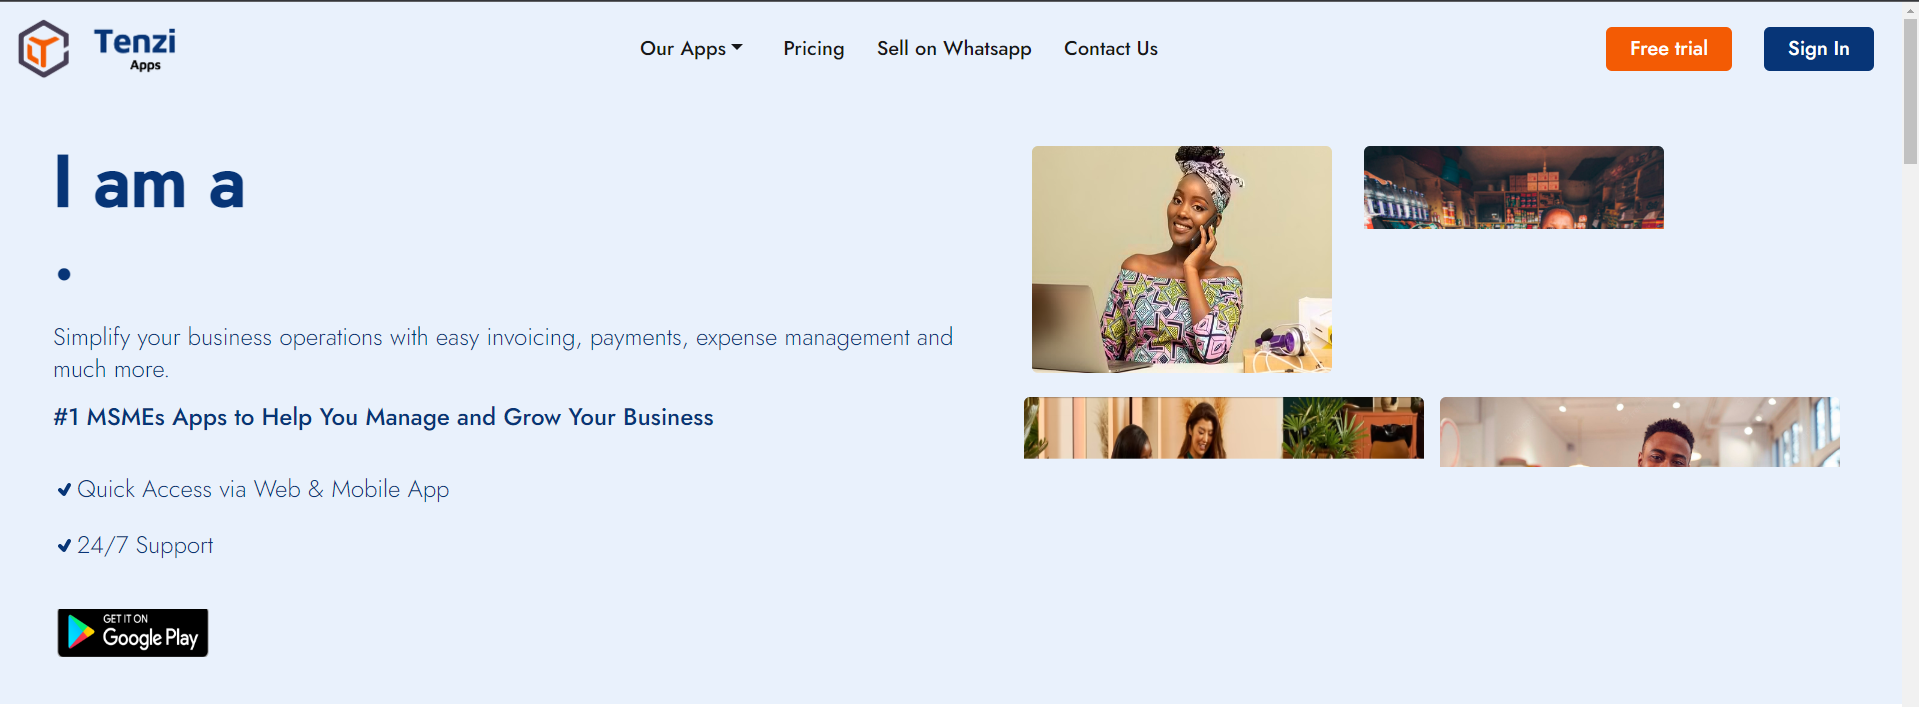 Tenzi
Apps
Our Apps
Pricing
Sell on Whatsapp
Contact Us
Free trial
Sign In
I am a
.
Simplify your business operations with easy invoicing, payments, expense management and
much more.
#1 MSMEs Apps to Help You Manage and Grow Your Business
Quick Access via Web & Mobile App
24/7 Support
GET IT ON
Google Play